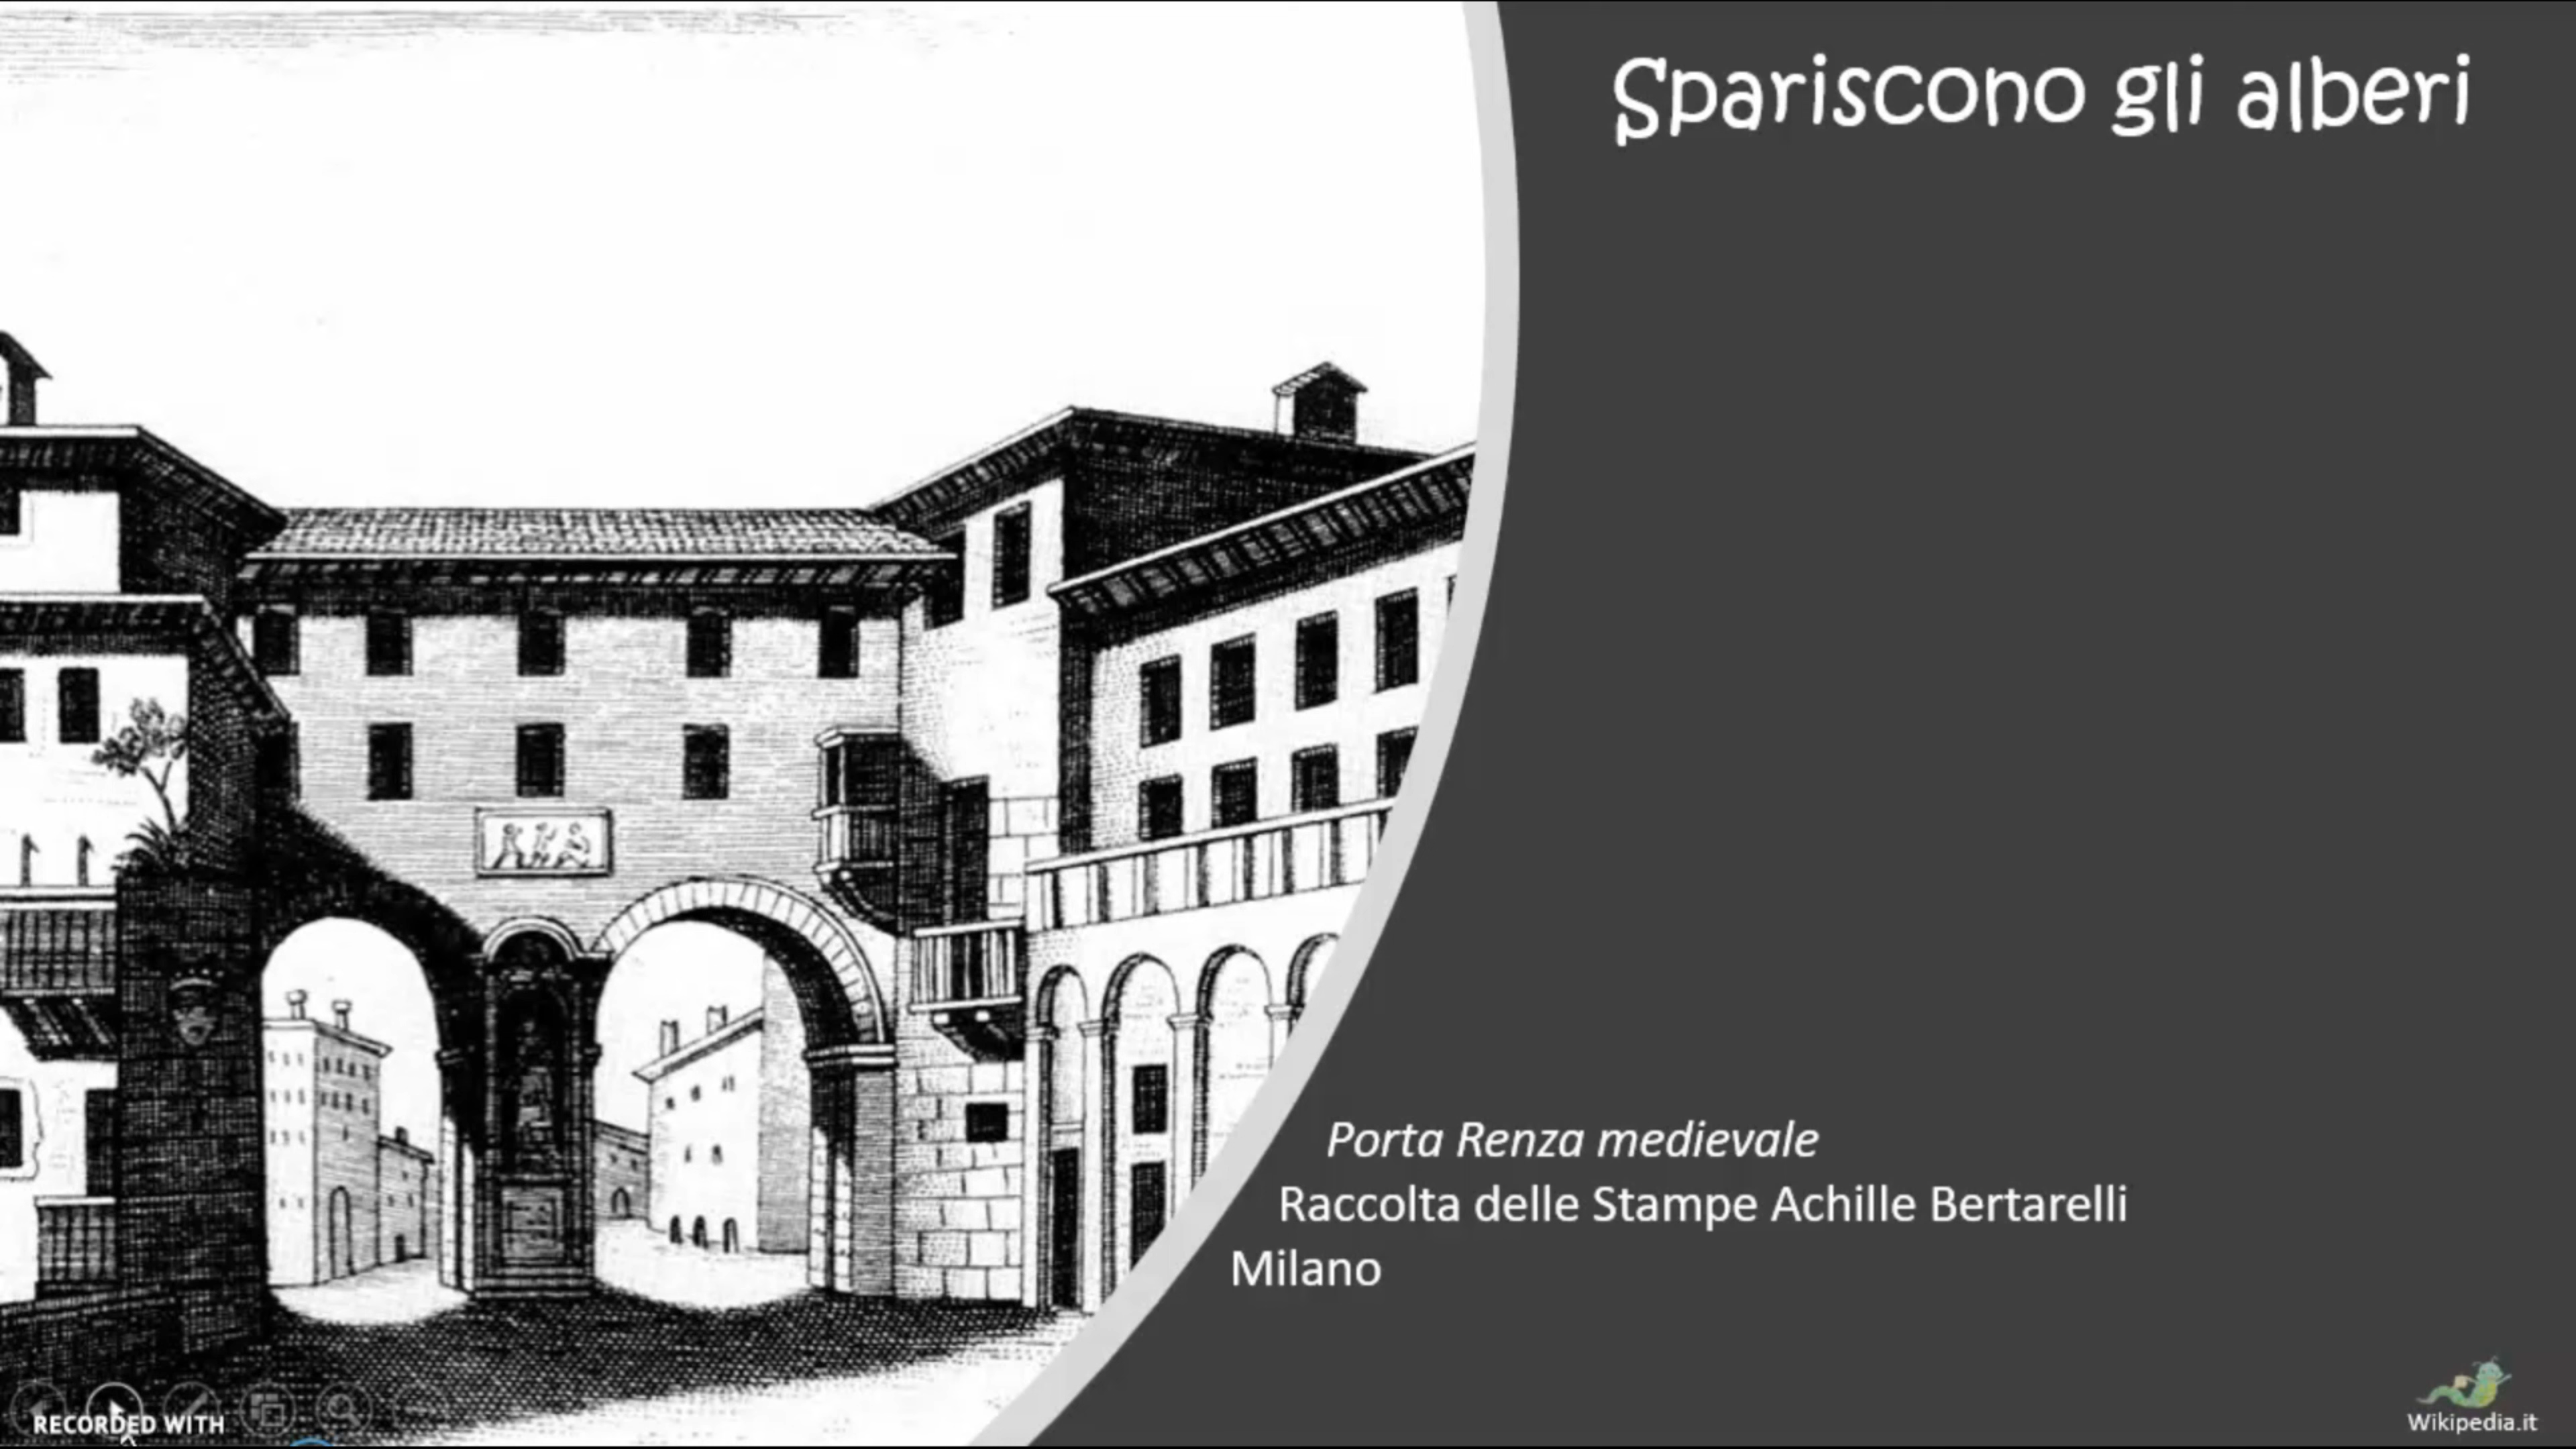 Spariscono gli alberi
Porta Renza medievale
Raccolta delle Stampe Achille Bertarelli
Milano
RECORDED WITH
Wikipedia.it